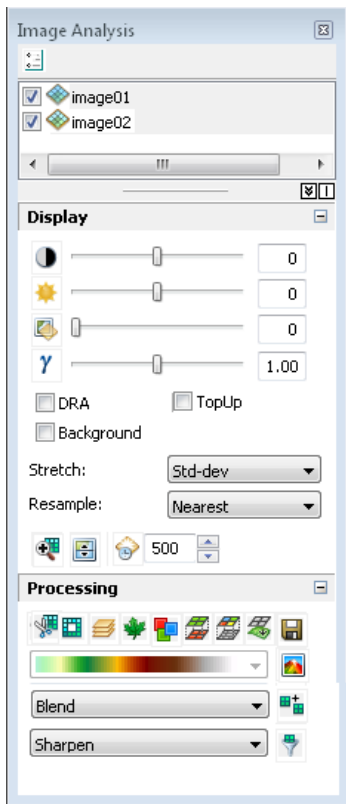 Image Analysis
image01
image02
Display
0
0
0
γ 1.00
DRA TopUp
Background
Stretch: Std-dev
Resample: Nearest
500
Processing
Blend
Sharpen